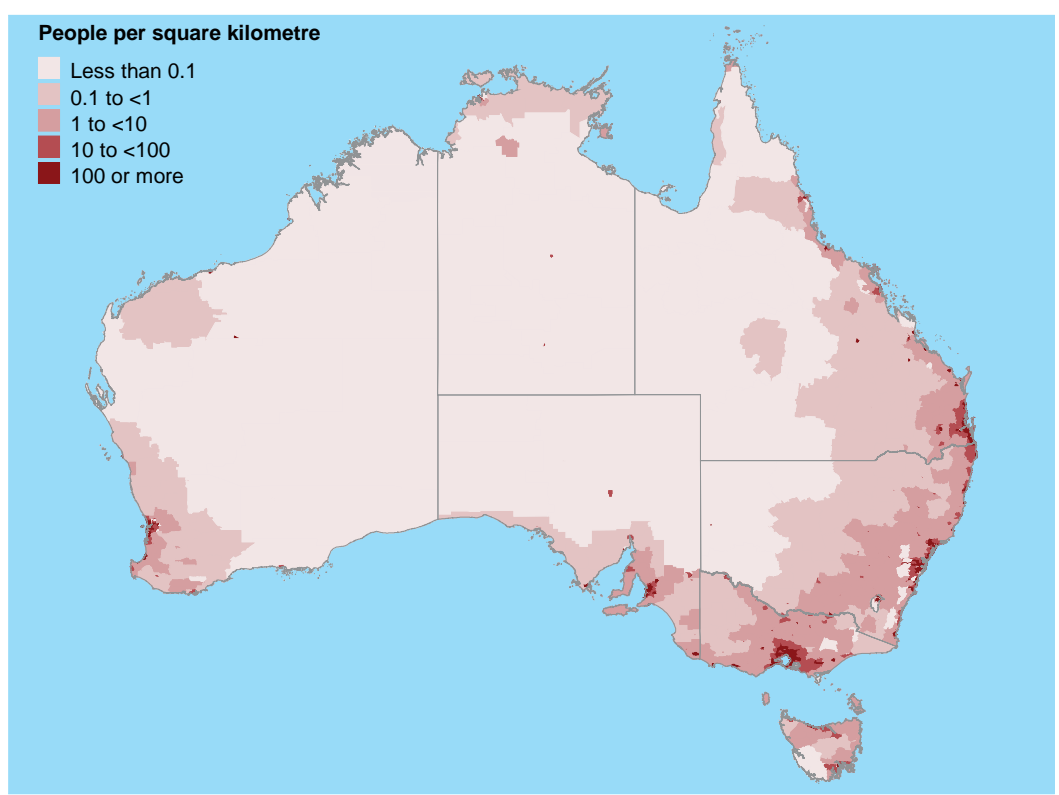 People per square kilometre
Less than 0.1
0.1 to <1
1 to <10
10 to <100
100 or more